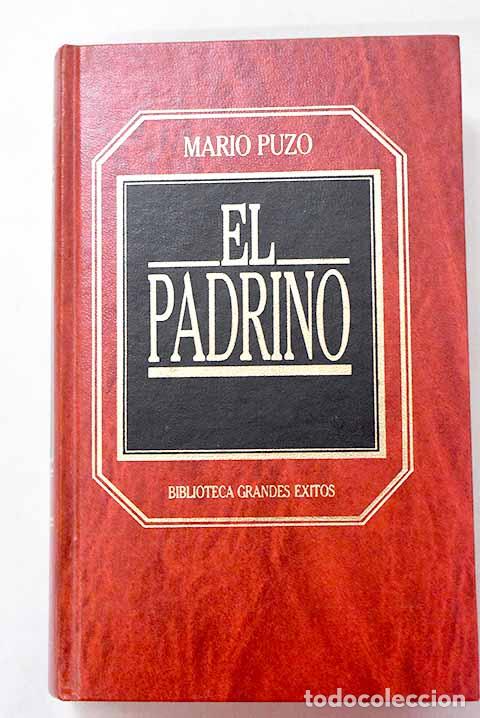 MARIO PUZO
EL
PADRINO
BIBLIOTECA GRANDES EXITOS
todocoleccion